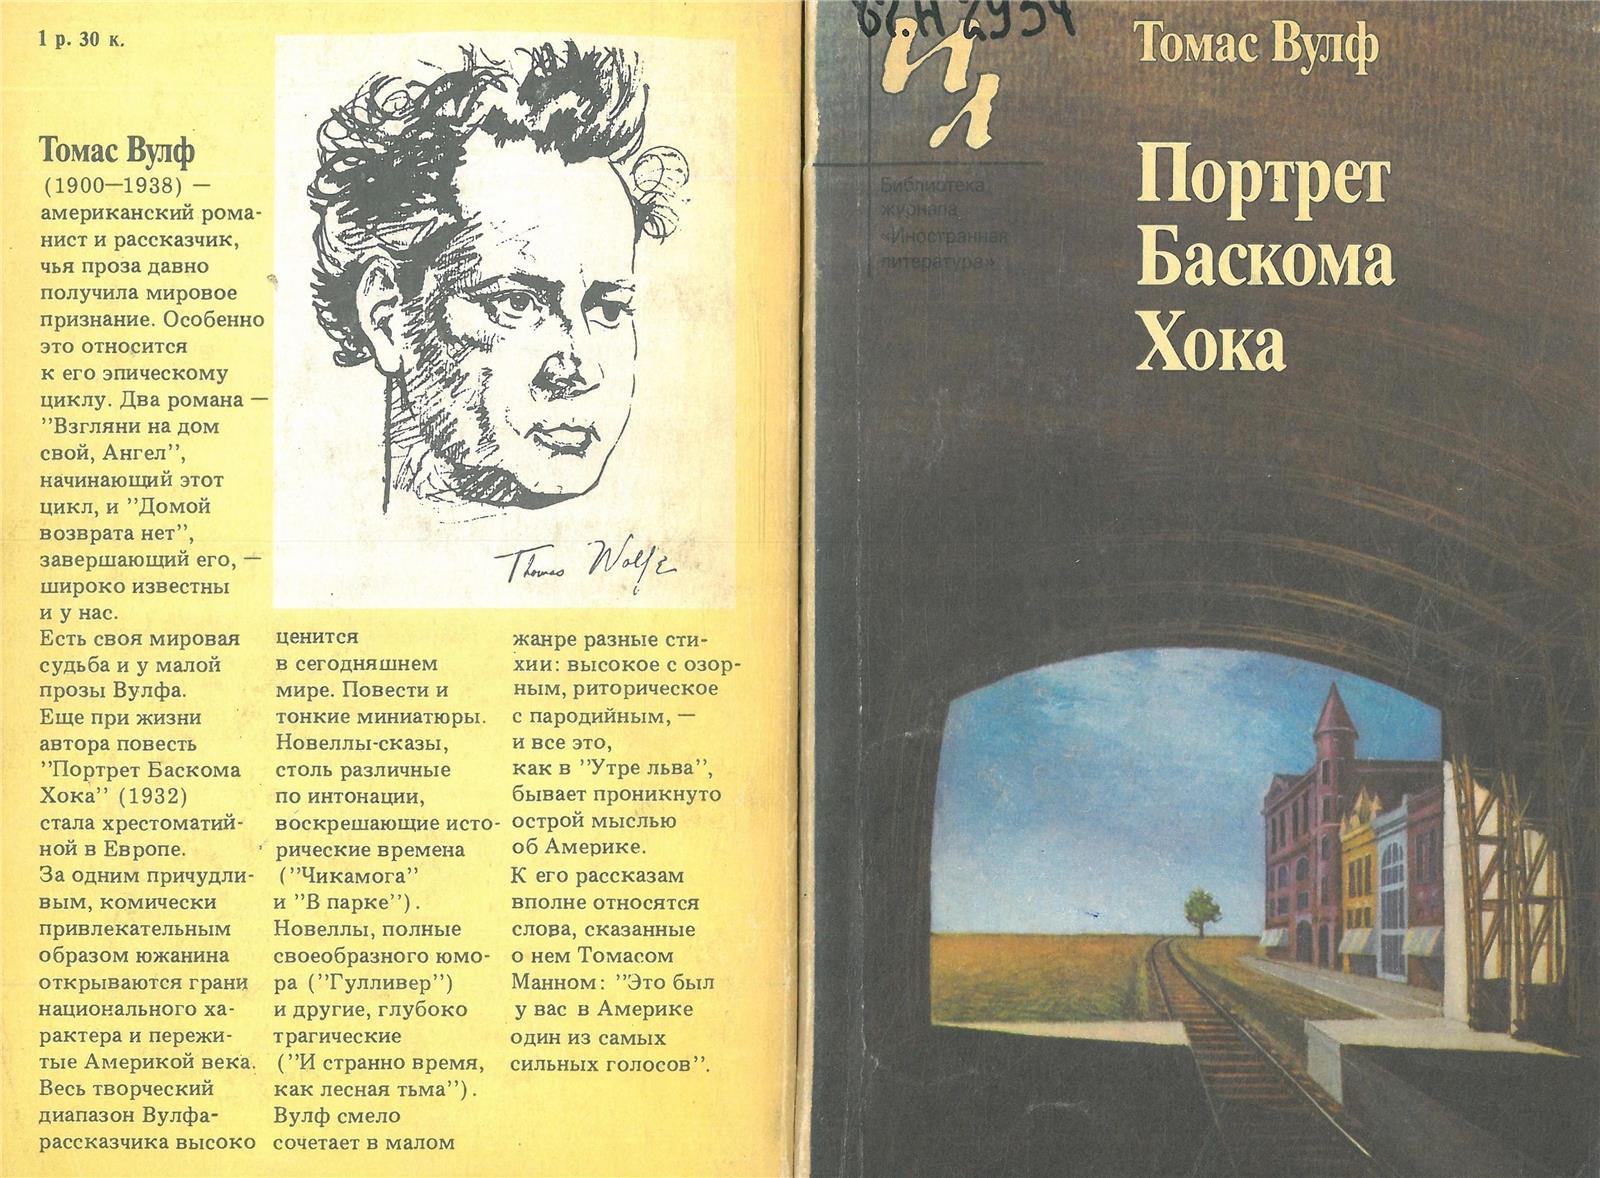 1 р. 30 к.
Томас Вулф
(1900—1938) —
американский рома-
нист и рассказчик,
чья проза давно
получила мировое
признание. Особенно
это относится
к его эпическому
циклу. Два романа —
"Взгляни на дом
свой, Ангел",
начинающий этот
цикл, и "Домой
возврата нет",
завершающий его, —
широко известны
и у нас.
Есть своя мировая
судьба и у малой
прозы Вулфа.
Еще при жизни
автора повесть
"Портрет Баскома
Хока" (1932)
стала хрестоматий-
ной в Европе.
За одним причудли-
вым, комически
привлекательным
образом южанина
открываются грани
национального ха-
рактера и пережи-
тые Америкой века.
Весь творческий
диапазон Вулфа-
рассказчика высоко
Thomas Wolfe
ценится
в сегодняшнем
мире. Повести и
тонкие миниатюры.
Новеллы-сказы,
столь различные
по интонации,
воскрешающие исто-
рические времена
("Чикамога"
и "В парке").
Новеллы, полные
своеобразного юмо-
ра ("Гулливер")
и другие, глубоко
трагические
("И странно время,
как лесная тьма").
Вулф смело
сочетает в малом
жанре разные сти-
хии: высокое с озор-
ным, риторическое
с пародийным, —
и все это,
как в "Утре льва",
бывает проникнуто
острой мыслью
об Америке.
К его рассказам
вполне относятся
слова, сказанные
о нем Томасом
Манном: "Это был
у вас в Америке
один из самых
сильных голосов".
Ил
Библиотека
журнала
«Иностранная
литература»
Томас Вулф
Портрет
Баскома
Хока